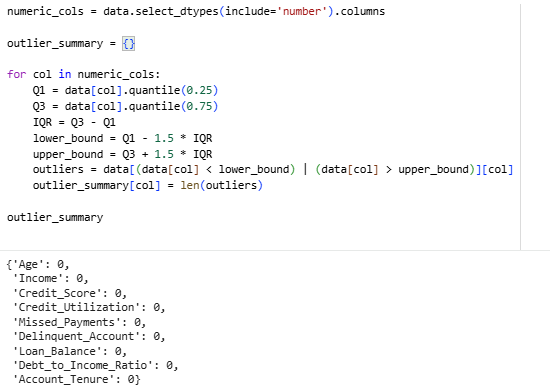 numeric_cols = data.select_dtypes(include='number').columns

outlier_summary = {}

for col in numeric_cols:
    Q1 = data[col].quantile(0.25)
    Q3 = data[col].quantile(0.75)
    IQR = Q3 - Q1
    lower_bound = Q1 - 1.5 * IQR
    upper_bound = Q3 + 1.5 * IQR
    outliers = data[(data[col] < lower_bound) | (data[col] > upper_bound)][col]
    outlier_summary[col] = len(outliers)

outlier_summary

{'Age': 0,
 'Income': 0,
 'Credit_Score': 0,
 'Credit_Utilization': 0,
 'Missed_Payments': 0,
 'Delinquent_Account': 0,
 'Loan_Balance': 0,
 'Debt_to_Income_Ratio': 0,
 'Account_Tenure': 0}